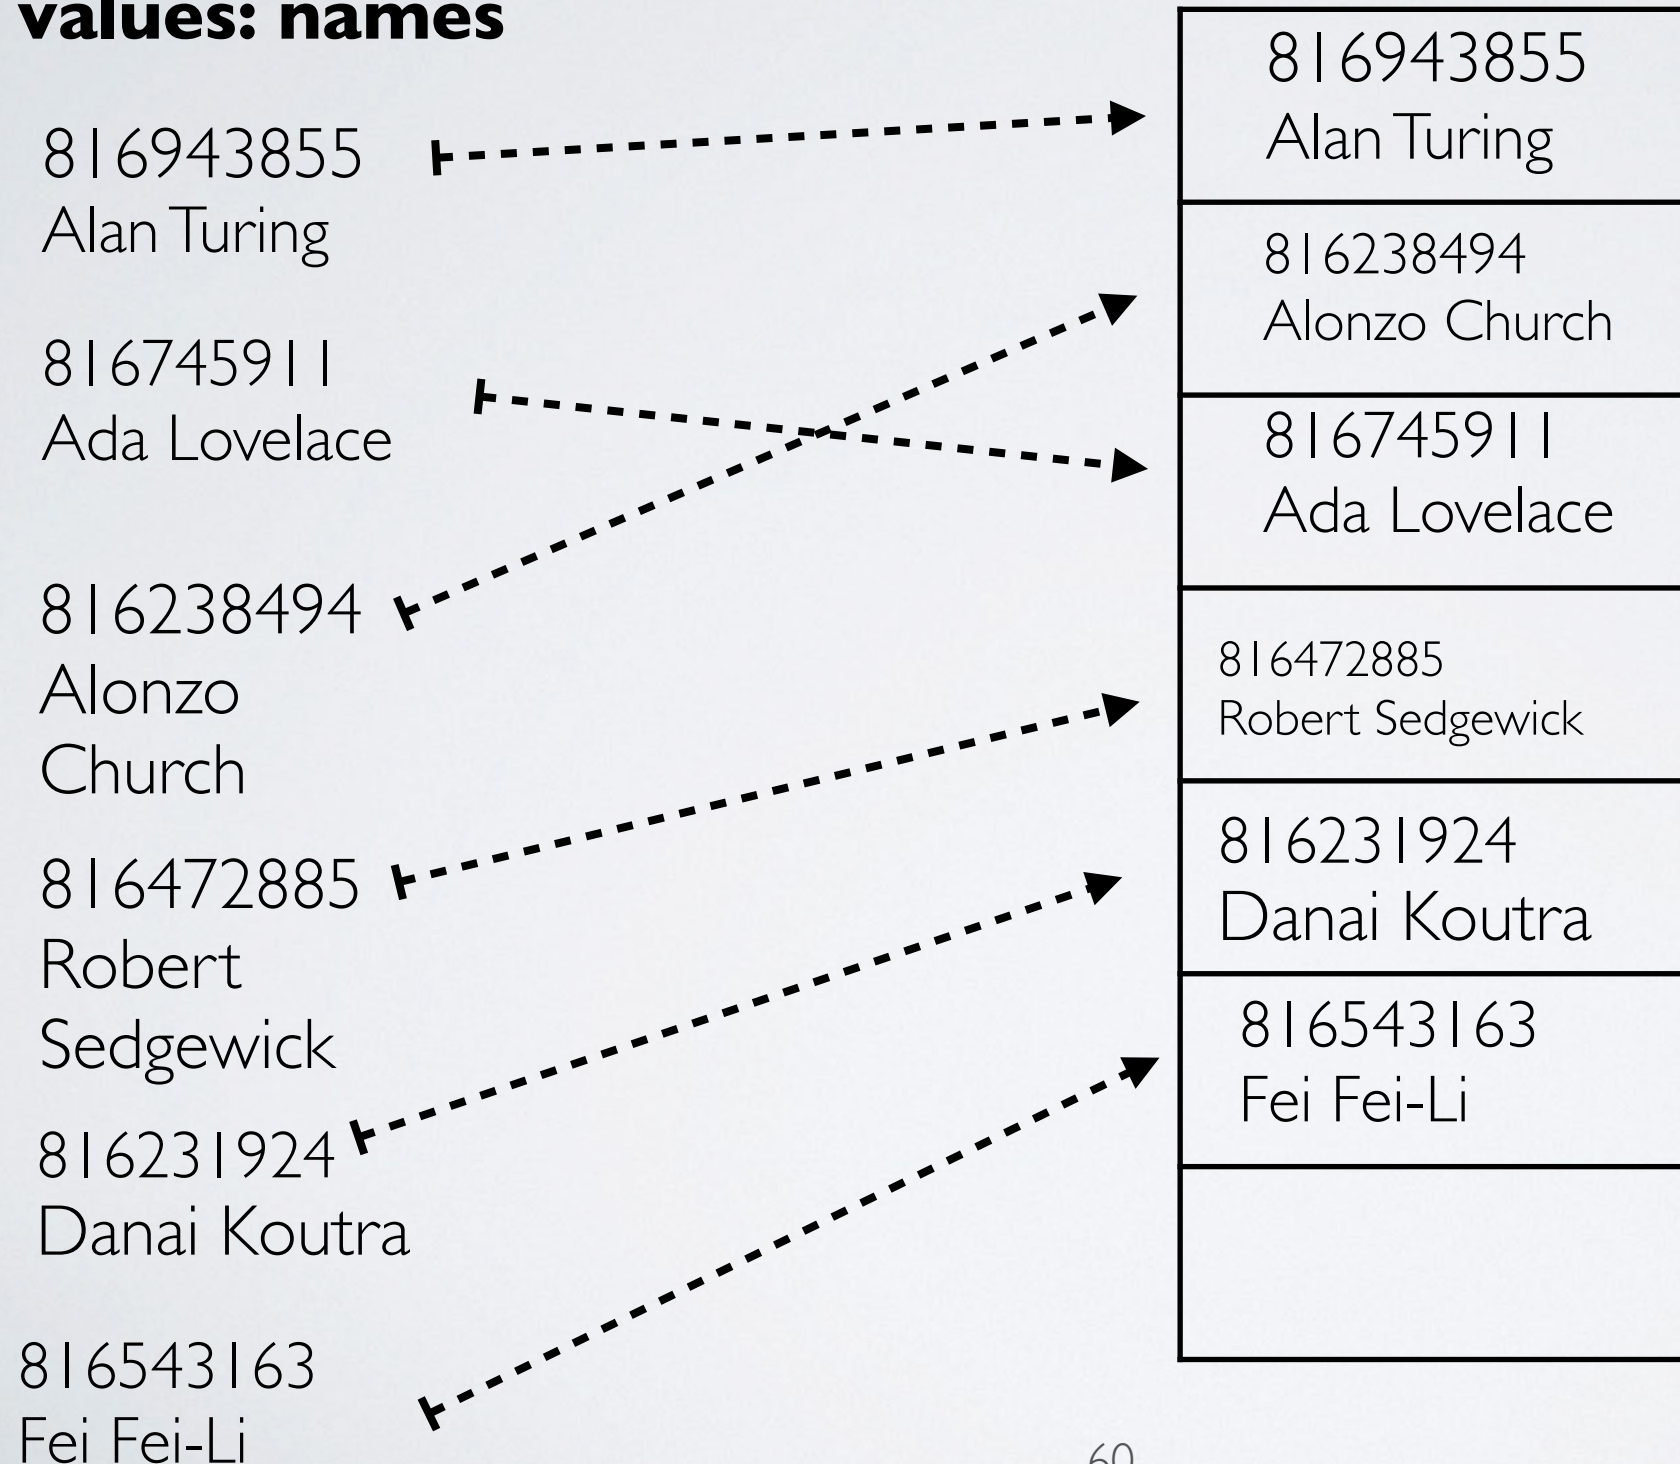 values: names
816943855
Alan Turing
816745911
Ada Lovelace
816238494
Alonzo
Church
816472885
Robert
Sedgewick
816231924
Danai Koutra
816543163
Fei Fei-Li
816943855
Alan Turing
816238494
Alonzo Church
816745911
Ada Lovelace
816472885
Robert Sedgewick
816231924
Danai Koutra
816543163
Fei Fei-Li
60